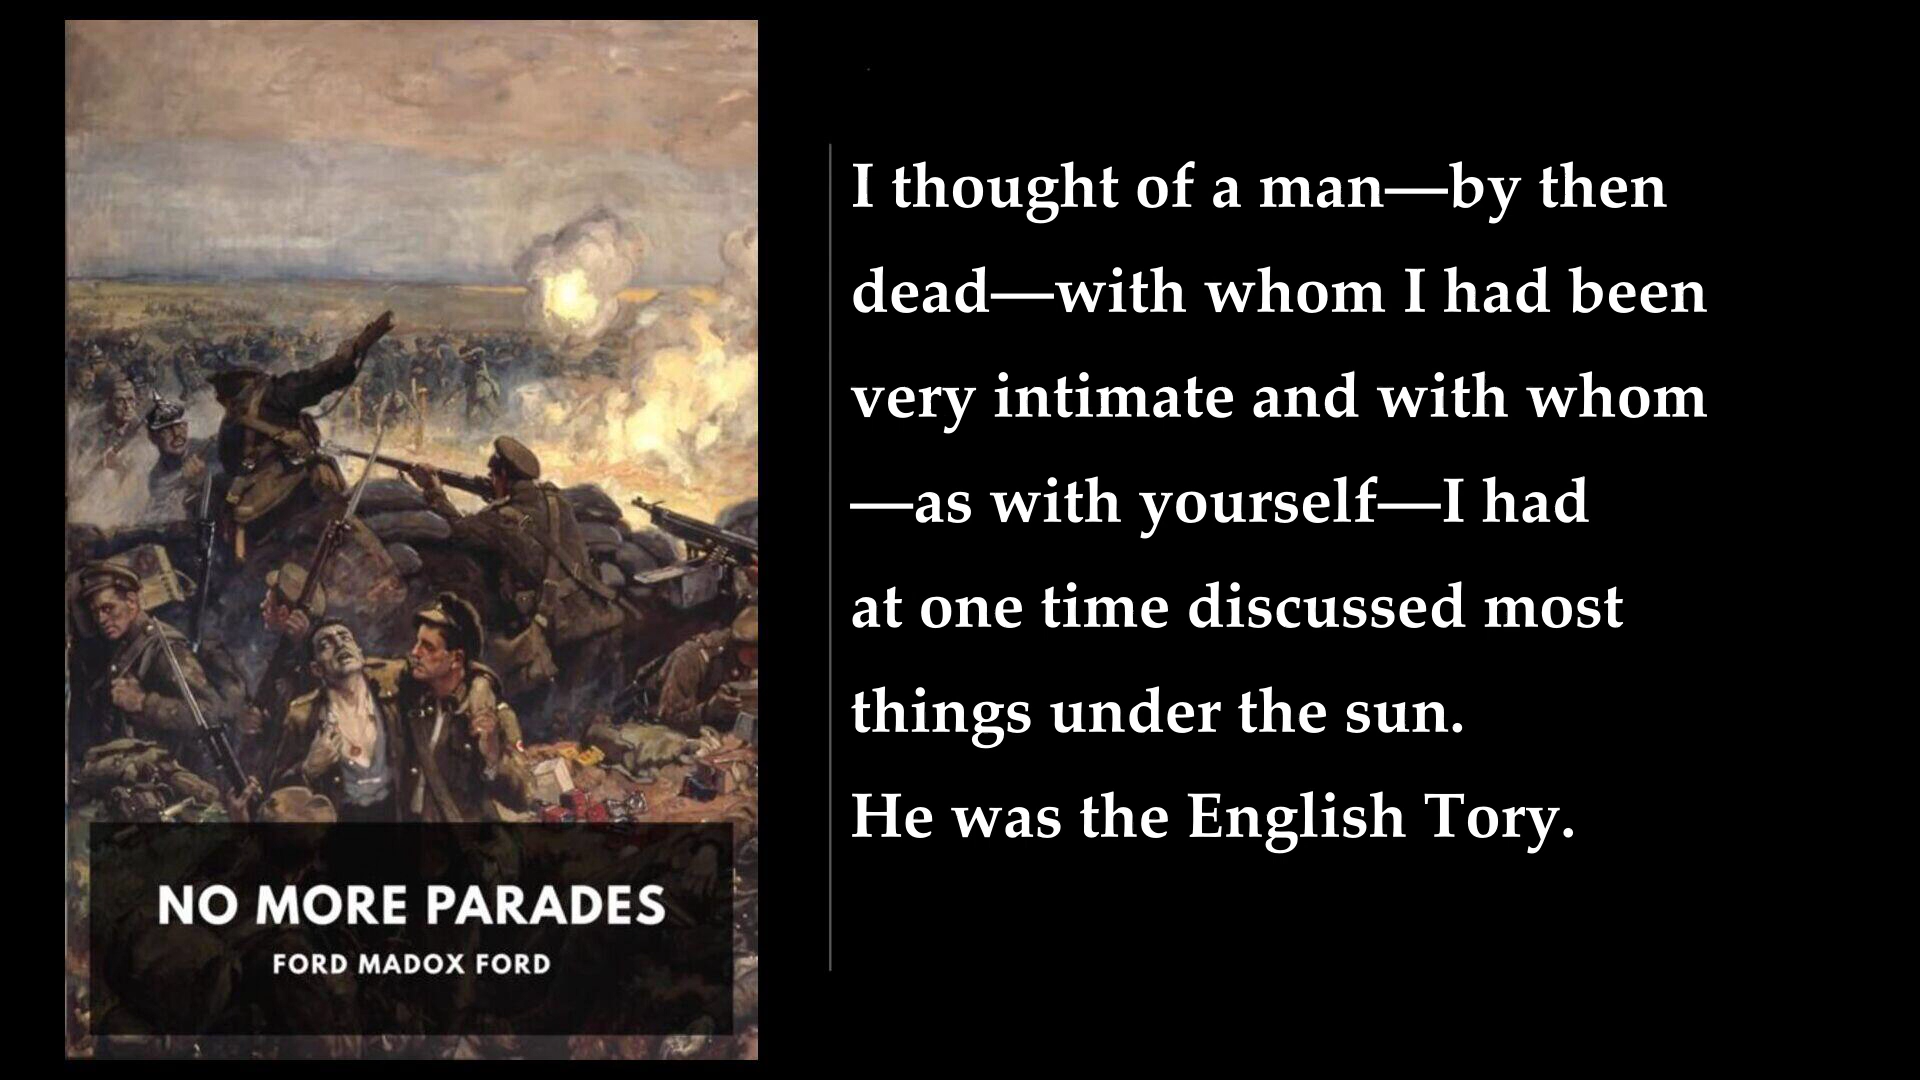 NO MORE PARADES
FORD MADOX FORD
I thought of a man—by then
dead—with whom I had been
very intimate and with whom
—as with yourself—I had
at one time discussed most
things under the sun.
He was the English Tory.